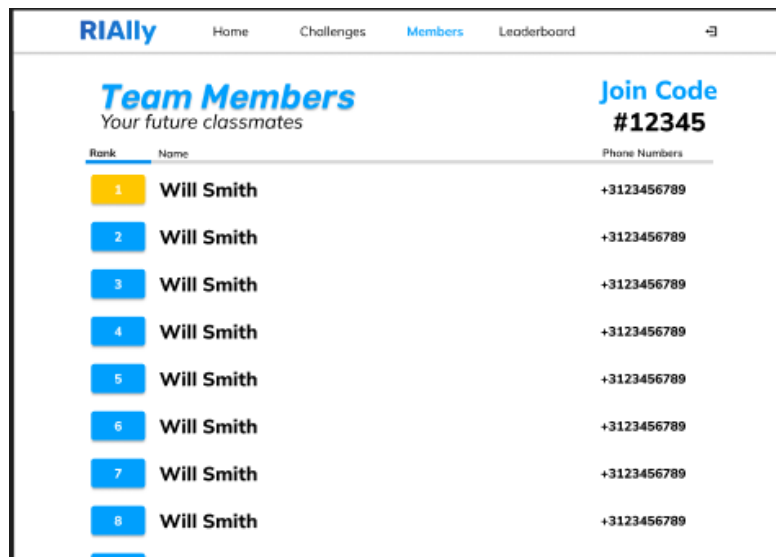 RIAlly Home Challenges Members Leaderboard
Team Members
Your future classmates
Join Code
#12345
Rank Name Phone Numbers
1 Will Smith +3123456789
2 Will Smith +3123456789
3 Will Smith +3123456789
4 Will Smith +3123456789
5 Will Smith +3123456789
6 Will Smith +3123456789
7 Will Smith +3123456789
8 Will Smith +3123456789